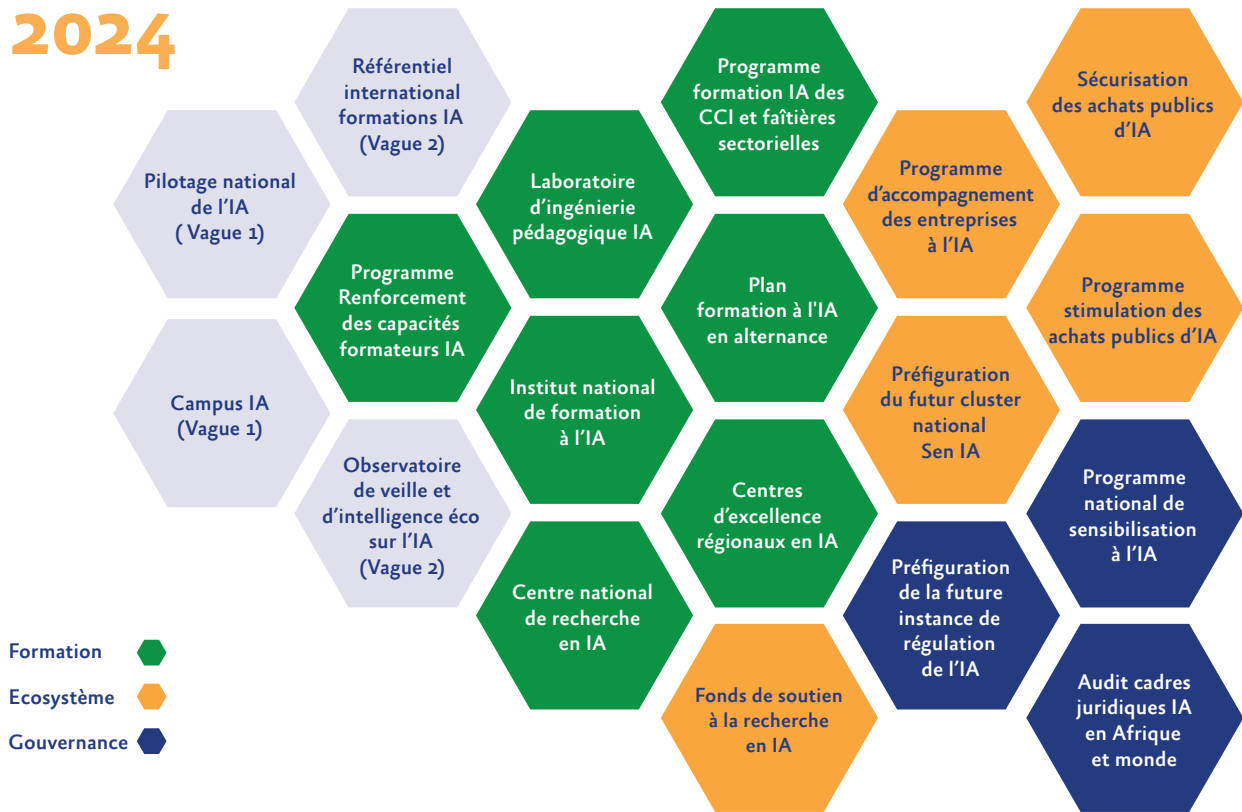 2024
Référentiel
international
formations IA
(Vague 2)
Programme
formation IA des
CCI et faîtières
sectorielles
Sécurisation
des achats publics
d'IA
Pilotage national
de l'IA
( Vague 1)
Laboratoire
d'ingénierie
pédagogique IA
Programme
d'accompagnement
des entreprises
à l'IA
Programme
Renforcement
des capacités
formateurs IA
Plan
formation à l'IA
en alternance
Programme
stimulation des
achats publics d'IA
Campus IA
(Vague 1)
Institut national
de formation
à l'IA
Préfiguration
du futur cluster
national
Sen IA
Observatoire
de veille et
d'intelligence éco
sur l'IA
(Vague 2)
Centres
d'excellence
régionaux en IA
Programme
national de
sensibilisation
à l'IA
Centre national
de recherche
en IA
Préfiguration
de la future
instance de
régulation
de l'IA
Fonds de soutien
à la recherche
en IA
Audit cadres
juridiques IA
en Afrique
et monde
Formation
Ecosystème
Gouvernance